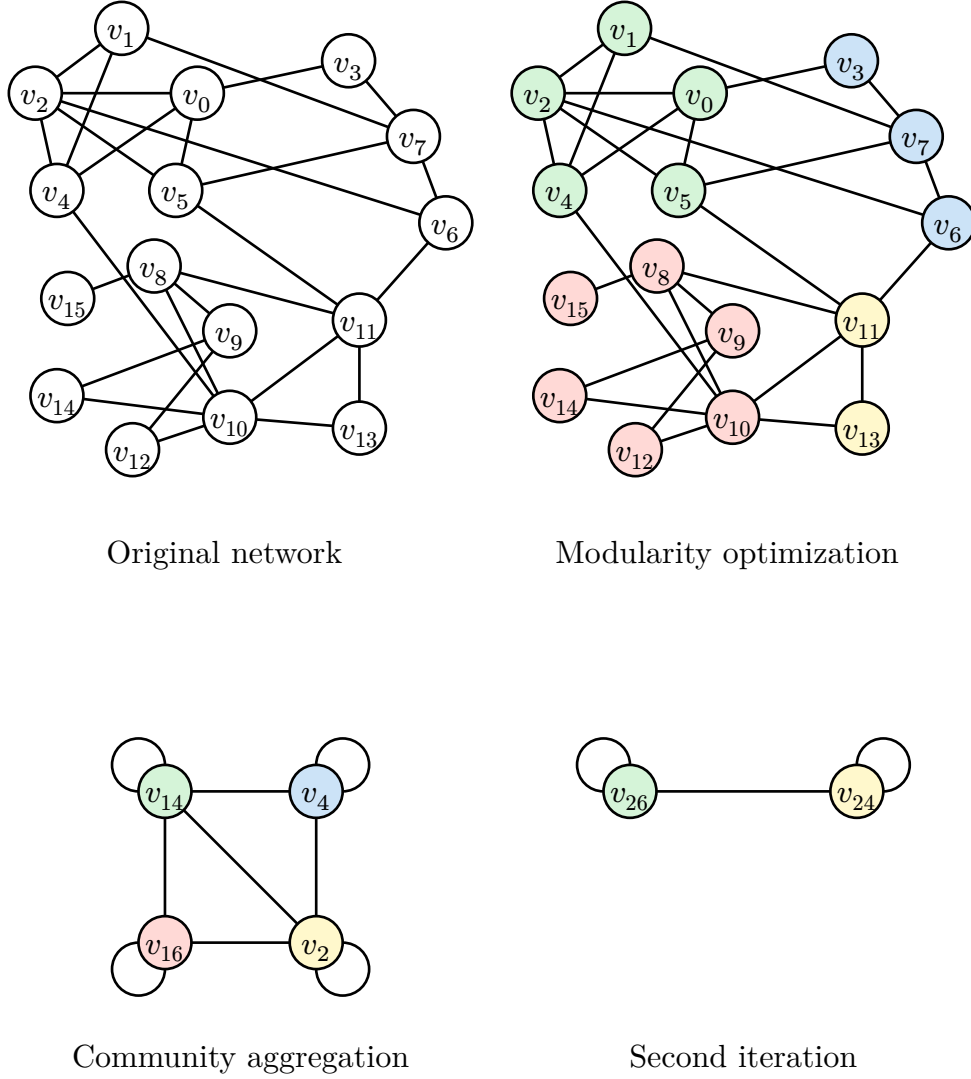 v1 v1
v3 v3
v2 v0 v2 v0
v7 v7
v4 v5 v4 v5
v6 v6
v8 v8
v15 v15
v11 v11
v9 v9
v14 v14
v10 v10
v13 v13
v12 v12
Original network Modularity optimization
v14 v4 v26 v24
v16 v2
Community aggregation Second iteration